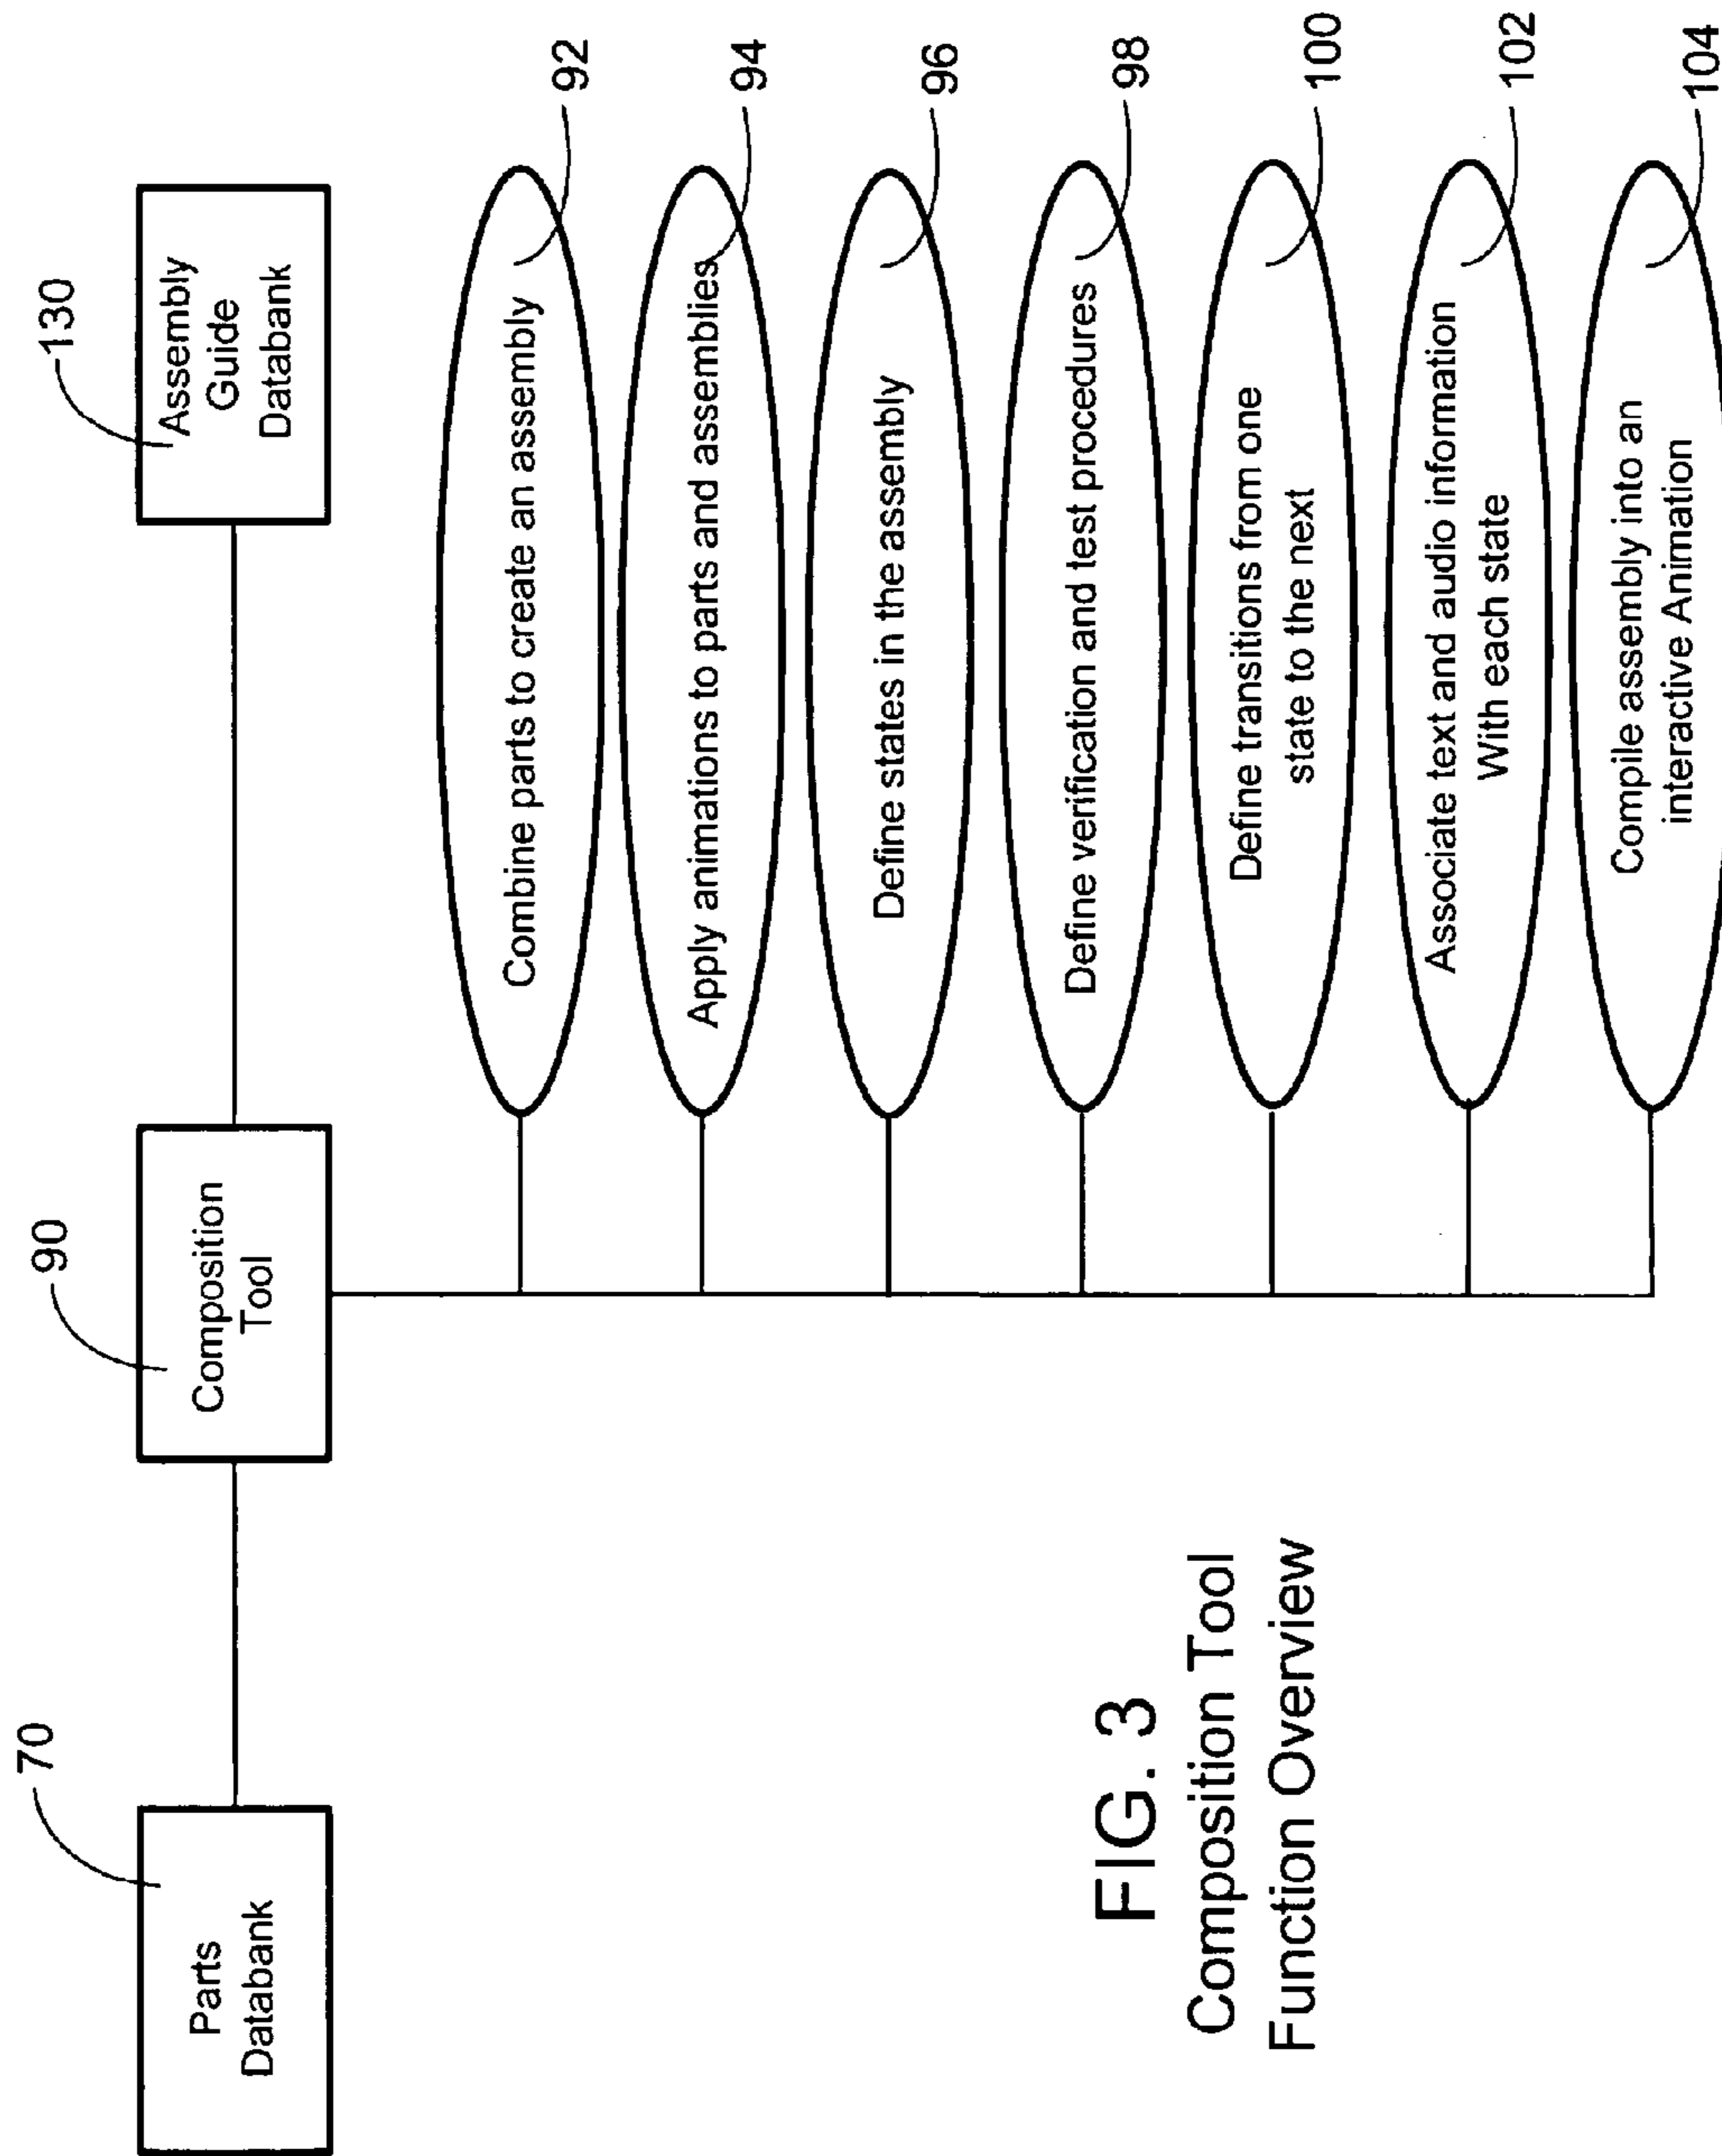 70
Parts
Databank
90
Composition
Tool
130
Assembly
Guide
Databank
Combine parts to create an assembly
92
Apply animations to parts and assemblies
94
Define states in the assembly
96
Define verification and test procedures
98
Define transitions from one
state to the next
100
Associate text and audio information
With each state
102
Compile assembly into an
interactive Animation
104
FIG. 3
Composition Tool
Function Overview